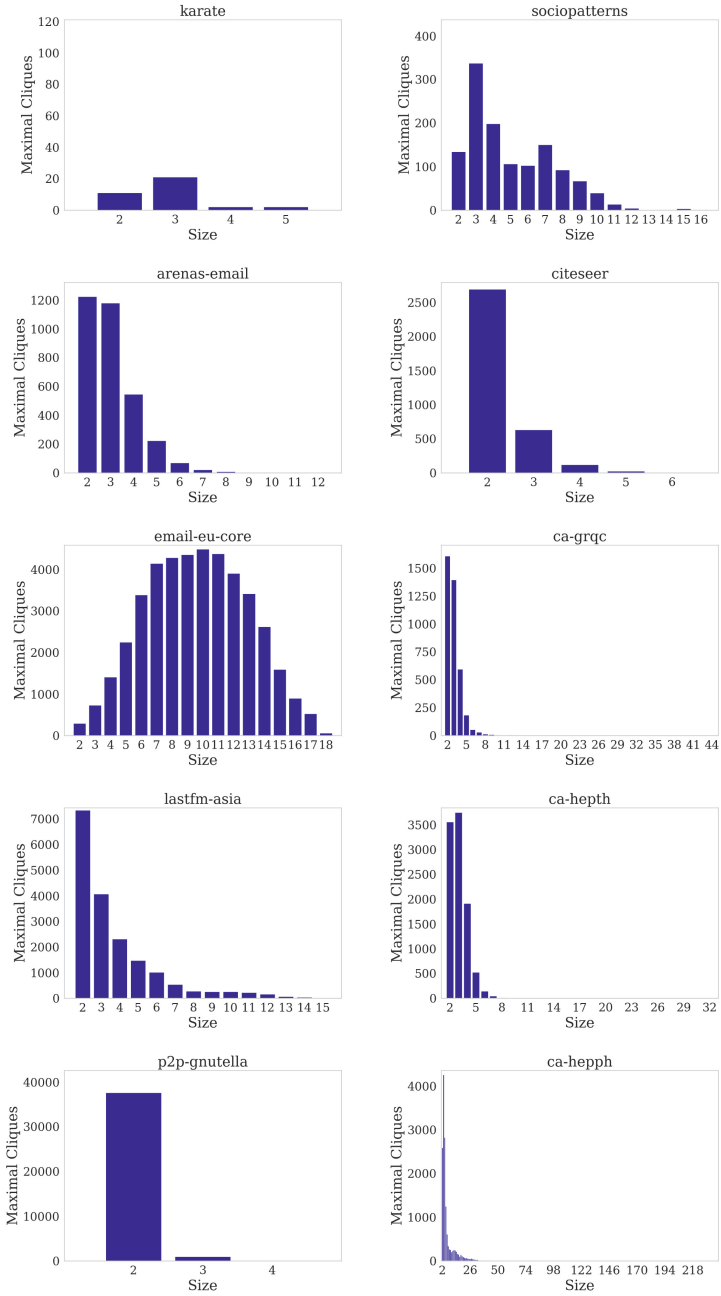 karate
120
100
80
60
40
20
0
Maximal Cliques
2 3 4 5
Size
sociopatterns
400
300
200
100
0
Maximal Cliques
2 3 4 5 6 7 8 9 10 11 12 13 14 15 16
Size
arenas-email
1200
1000
800
600
400
200
0
Maximal Cliques
2 3 4 5 6 7 8 9 10 11 12
Size
citeseer
2500
2000
1500
1000
500
0
Maximal Cliques
2 3 4 5 6
Size
email-eu-core
4000
3000
2000
1000
0
Maximal Cliques
2 3 4 5 6 7 8 9 10 11 12 13 14 15 16 17 18
Size
ca-grqc
1500
1250
1000
750
500
250
0
Maximal Cliques
2 5 8 11 14 17 20 23 26 29 32 35 38 41 44
Size
lastfm-asia
7000
6000
5000
4000
3000
2000
1000
0
Maximal Cliques
2 3 4 5 6 7 8 9 10 11 12 13 14 15
Size
ca-hepth
3500
3000
2500
2000
1500
1000
500
0
Maximal Cliques
2 5 8 11 14 17 20 23 26 29 32
Size
p2p-gnutella
40000
30000
20000
10000
0
Maximal Cliques
2 3 4
Size
ca-hepph
4000
3000
2000
1000
0
Maximal Cliques
2 26 50 74 98 122 146 170 194 218
Size